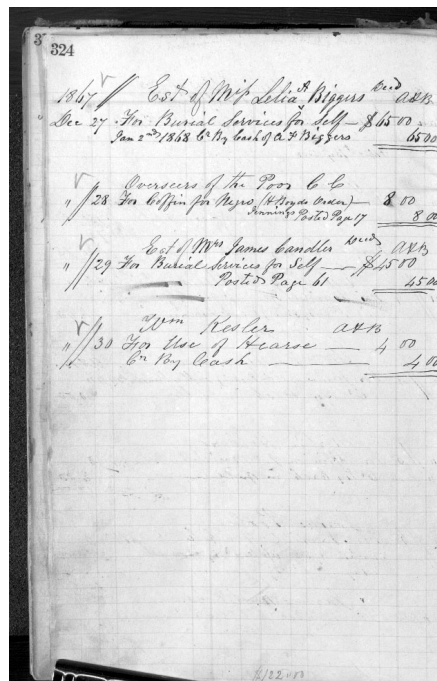 3
324
1867 Est of Miss Lelia A Biggers Decd A&B
Dec 27 For Burial Services for Self — $65 00
Jan 2nd 1868 Cr By Cash of A F Biggers 65 00
Overseers of the Poor C C
" 28 For Coffin for Negro (A Boyds Order) — 8 00
Jennings Posted Page 17 8 00
Est of Mrs James Candler Decd A&B
" 29 For Burial Services for Self — $45 00
Posted Page 61 45 00
Wm Kesler A&B
" 30 For Use of Hearse — 4 00
Cr By Cash — 4 00